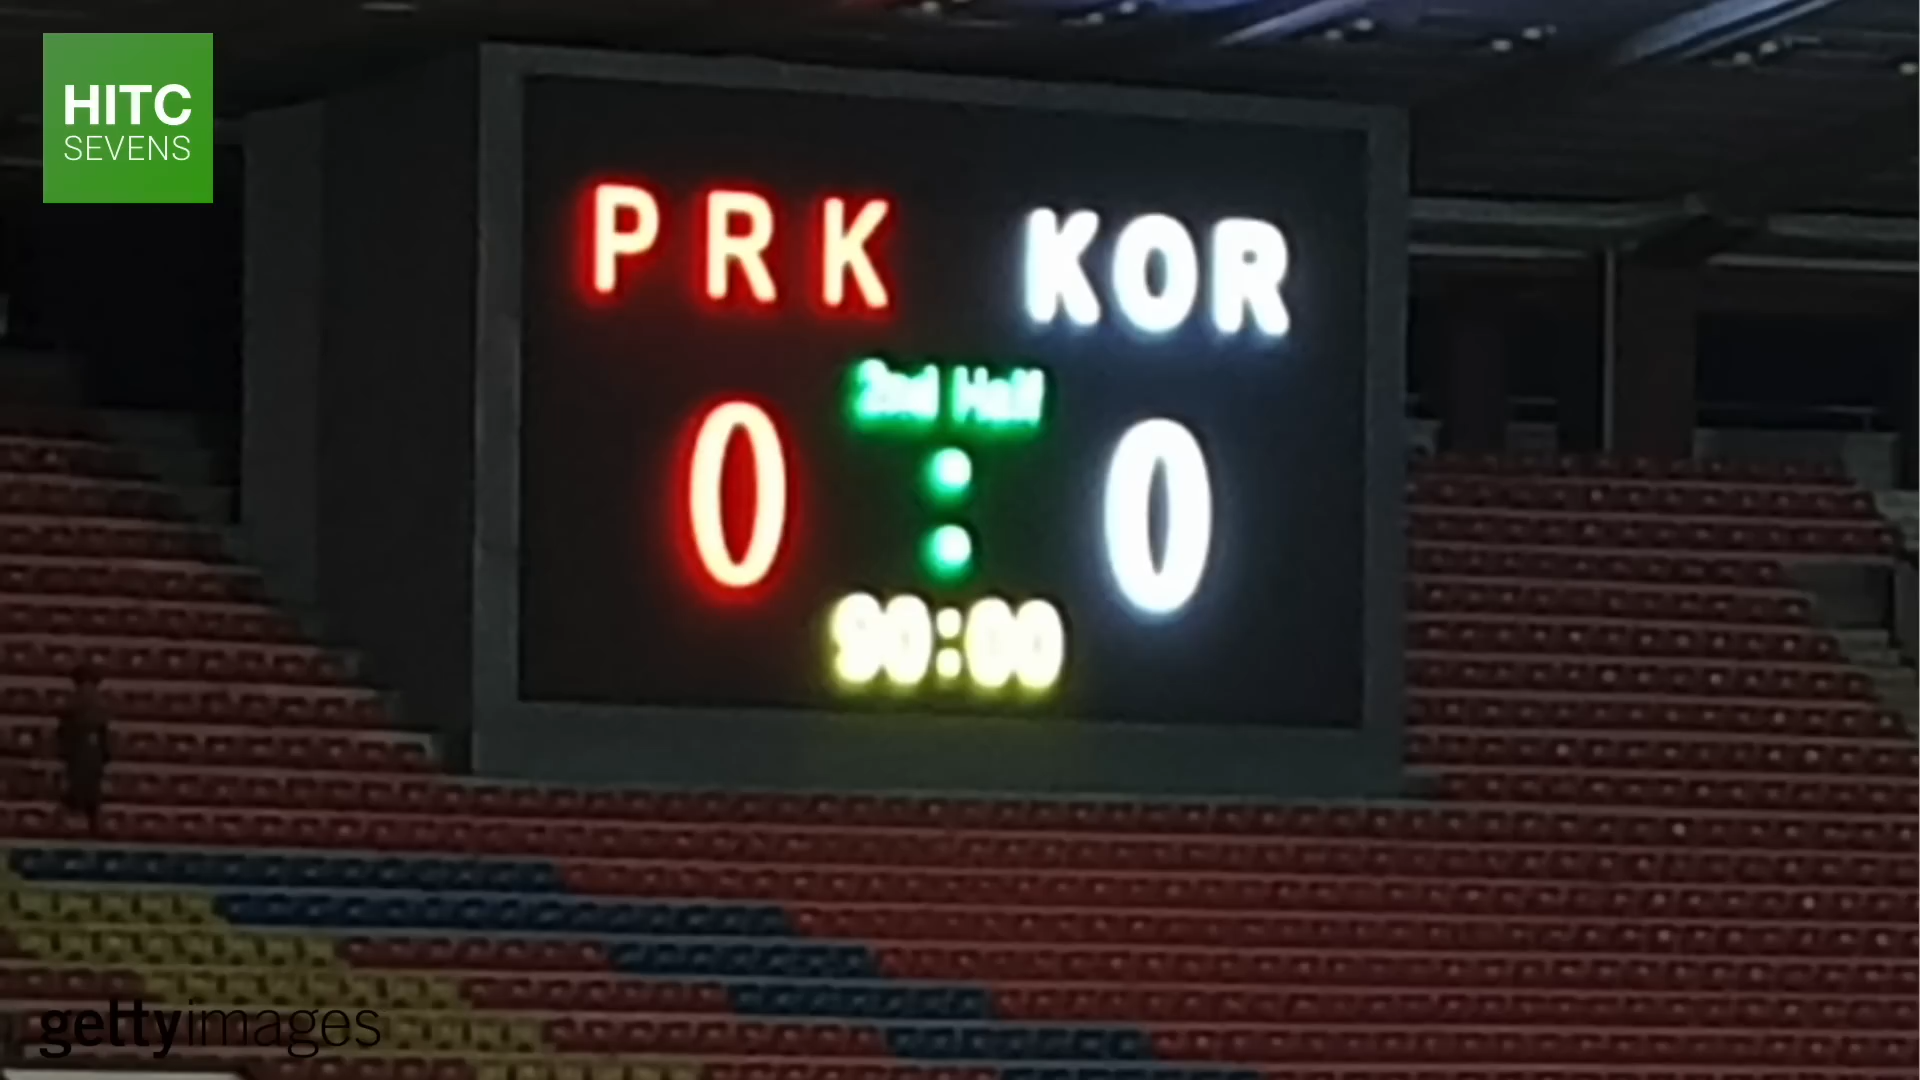 HITC
SEVENS
PRK KOR
2nd Half
0 : 0
90:00
gettyimages